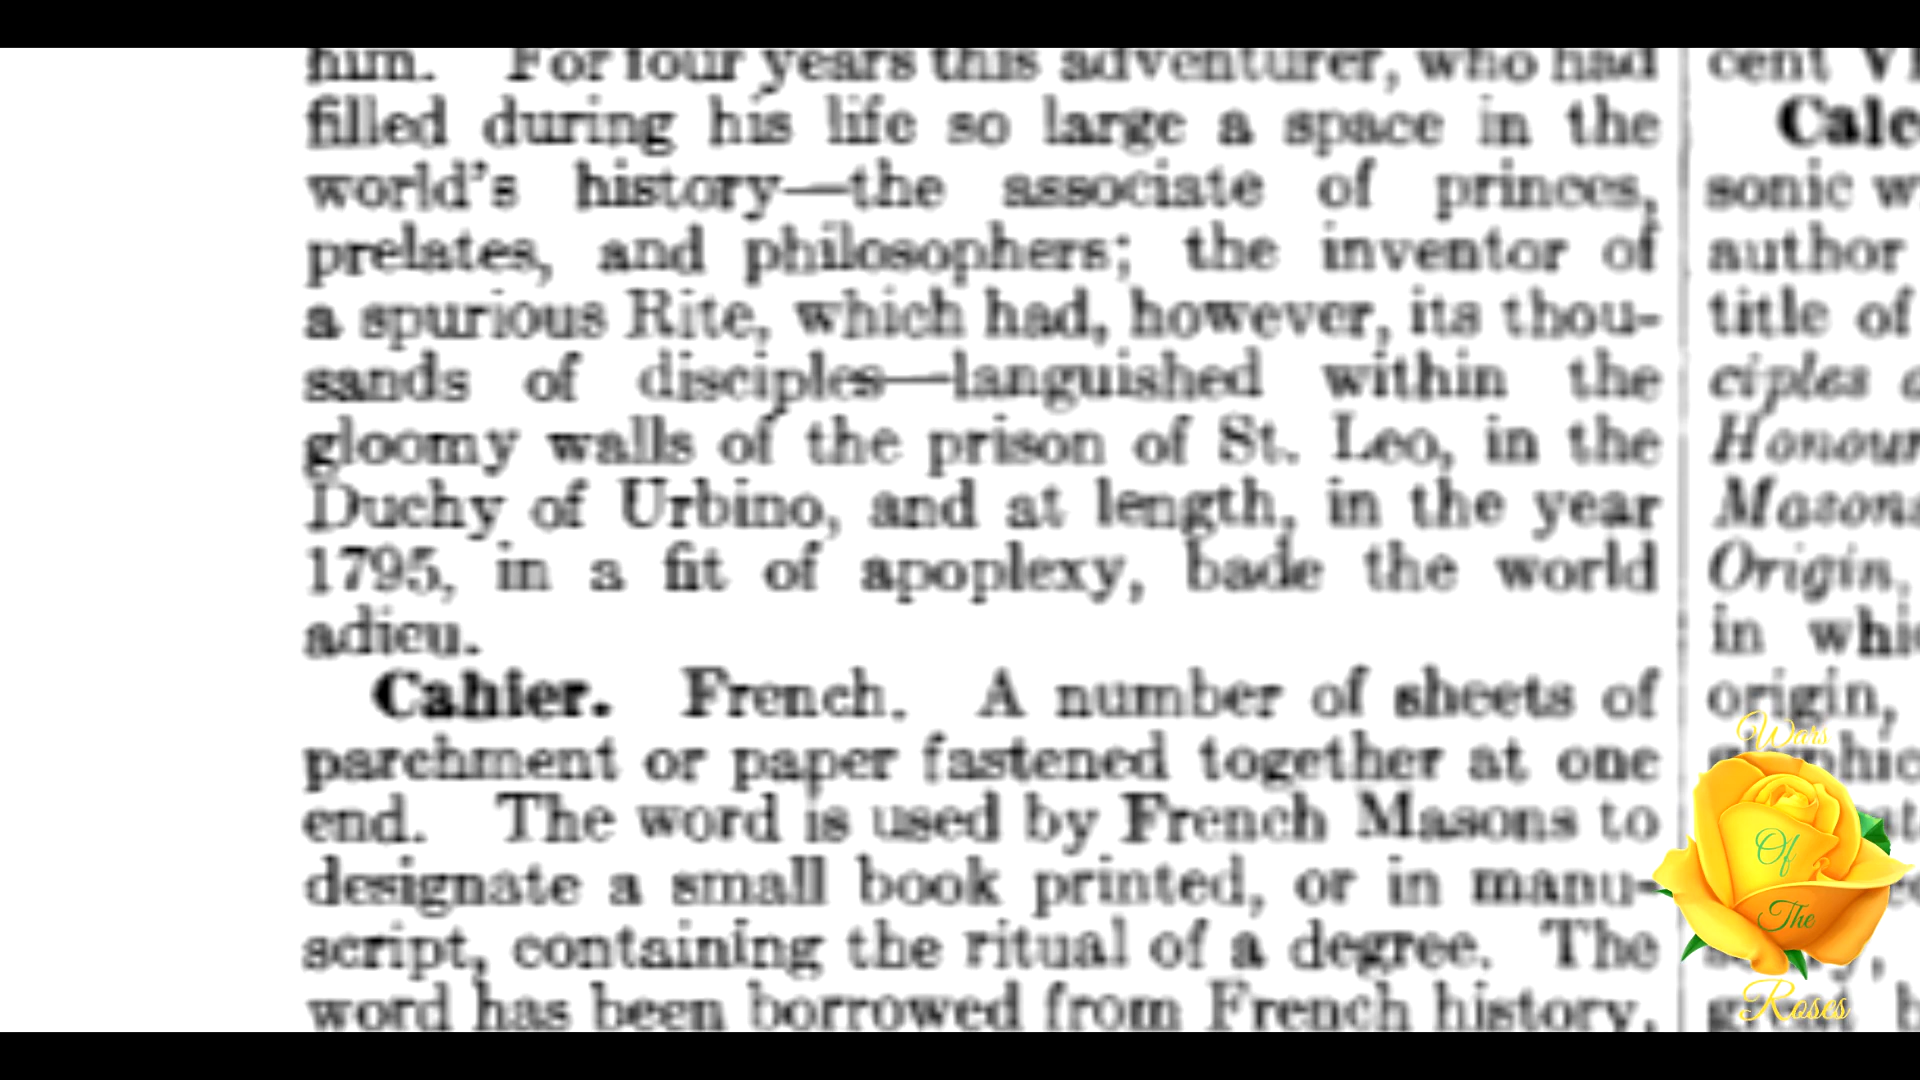 him. For four years this adventurer, who had
filled during his life so large a space in the
world's history—the associate of princes,
prelates, and philosophers; the inventor of
a spurious Rite, which had, however, its thou-
sands of disciples—languished within the
gloomy walls of the prison of St. Leo, in the
Duchy of Urbino, and at length, in the year
1795, in a fit of apoplexy, bade the world
adieu.
Cahier. French. A number of sheets of
parchment or paper fastened together at one
end. The word is used by French Masons to
designate a small book printed, or in manu-
script, containing the ritual of a degree. The
word has been borrowed from French history,
cent
Calc
sonic
author
title of
ciples
Honour
Masons
Origin,
in whi
origin,
Wars
Of
The
Roses